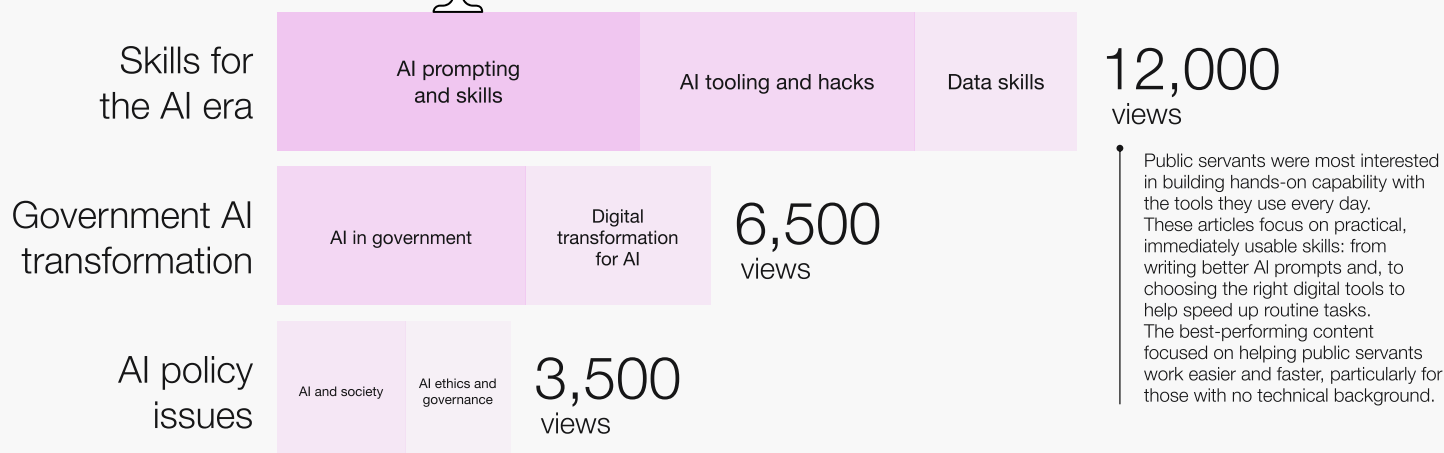 Skills for
the AI era
AI prompting
and skills
AI tooling and hacks
Data skills
12,000
views
Public servants were most interested
in building hands-on capability with
the tools they use every day.
These articles focus on practical,
immediately usable skills: from
writing better AI prompts and, to
choosing the right digital tools to
help speed up routine tasks.
The best-performing content
focused on helping public servants
work easier and faster, particularly for
those with no technical background.
Government AI
transformation
AI in government
Digital
transformation
for AI
6,500
views
AI policy
issues
AI and society
AI ethics and
governance
3,500
views